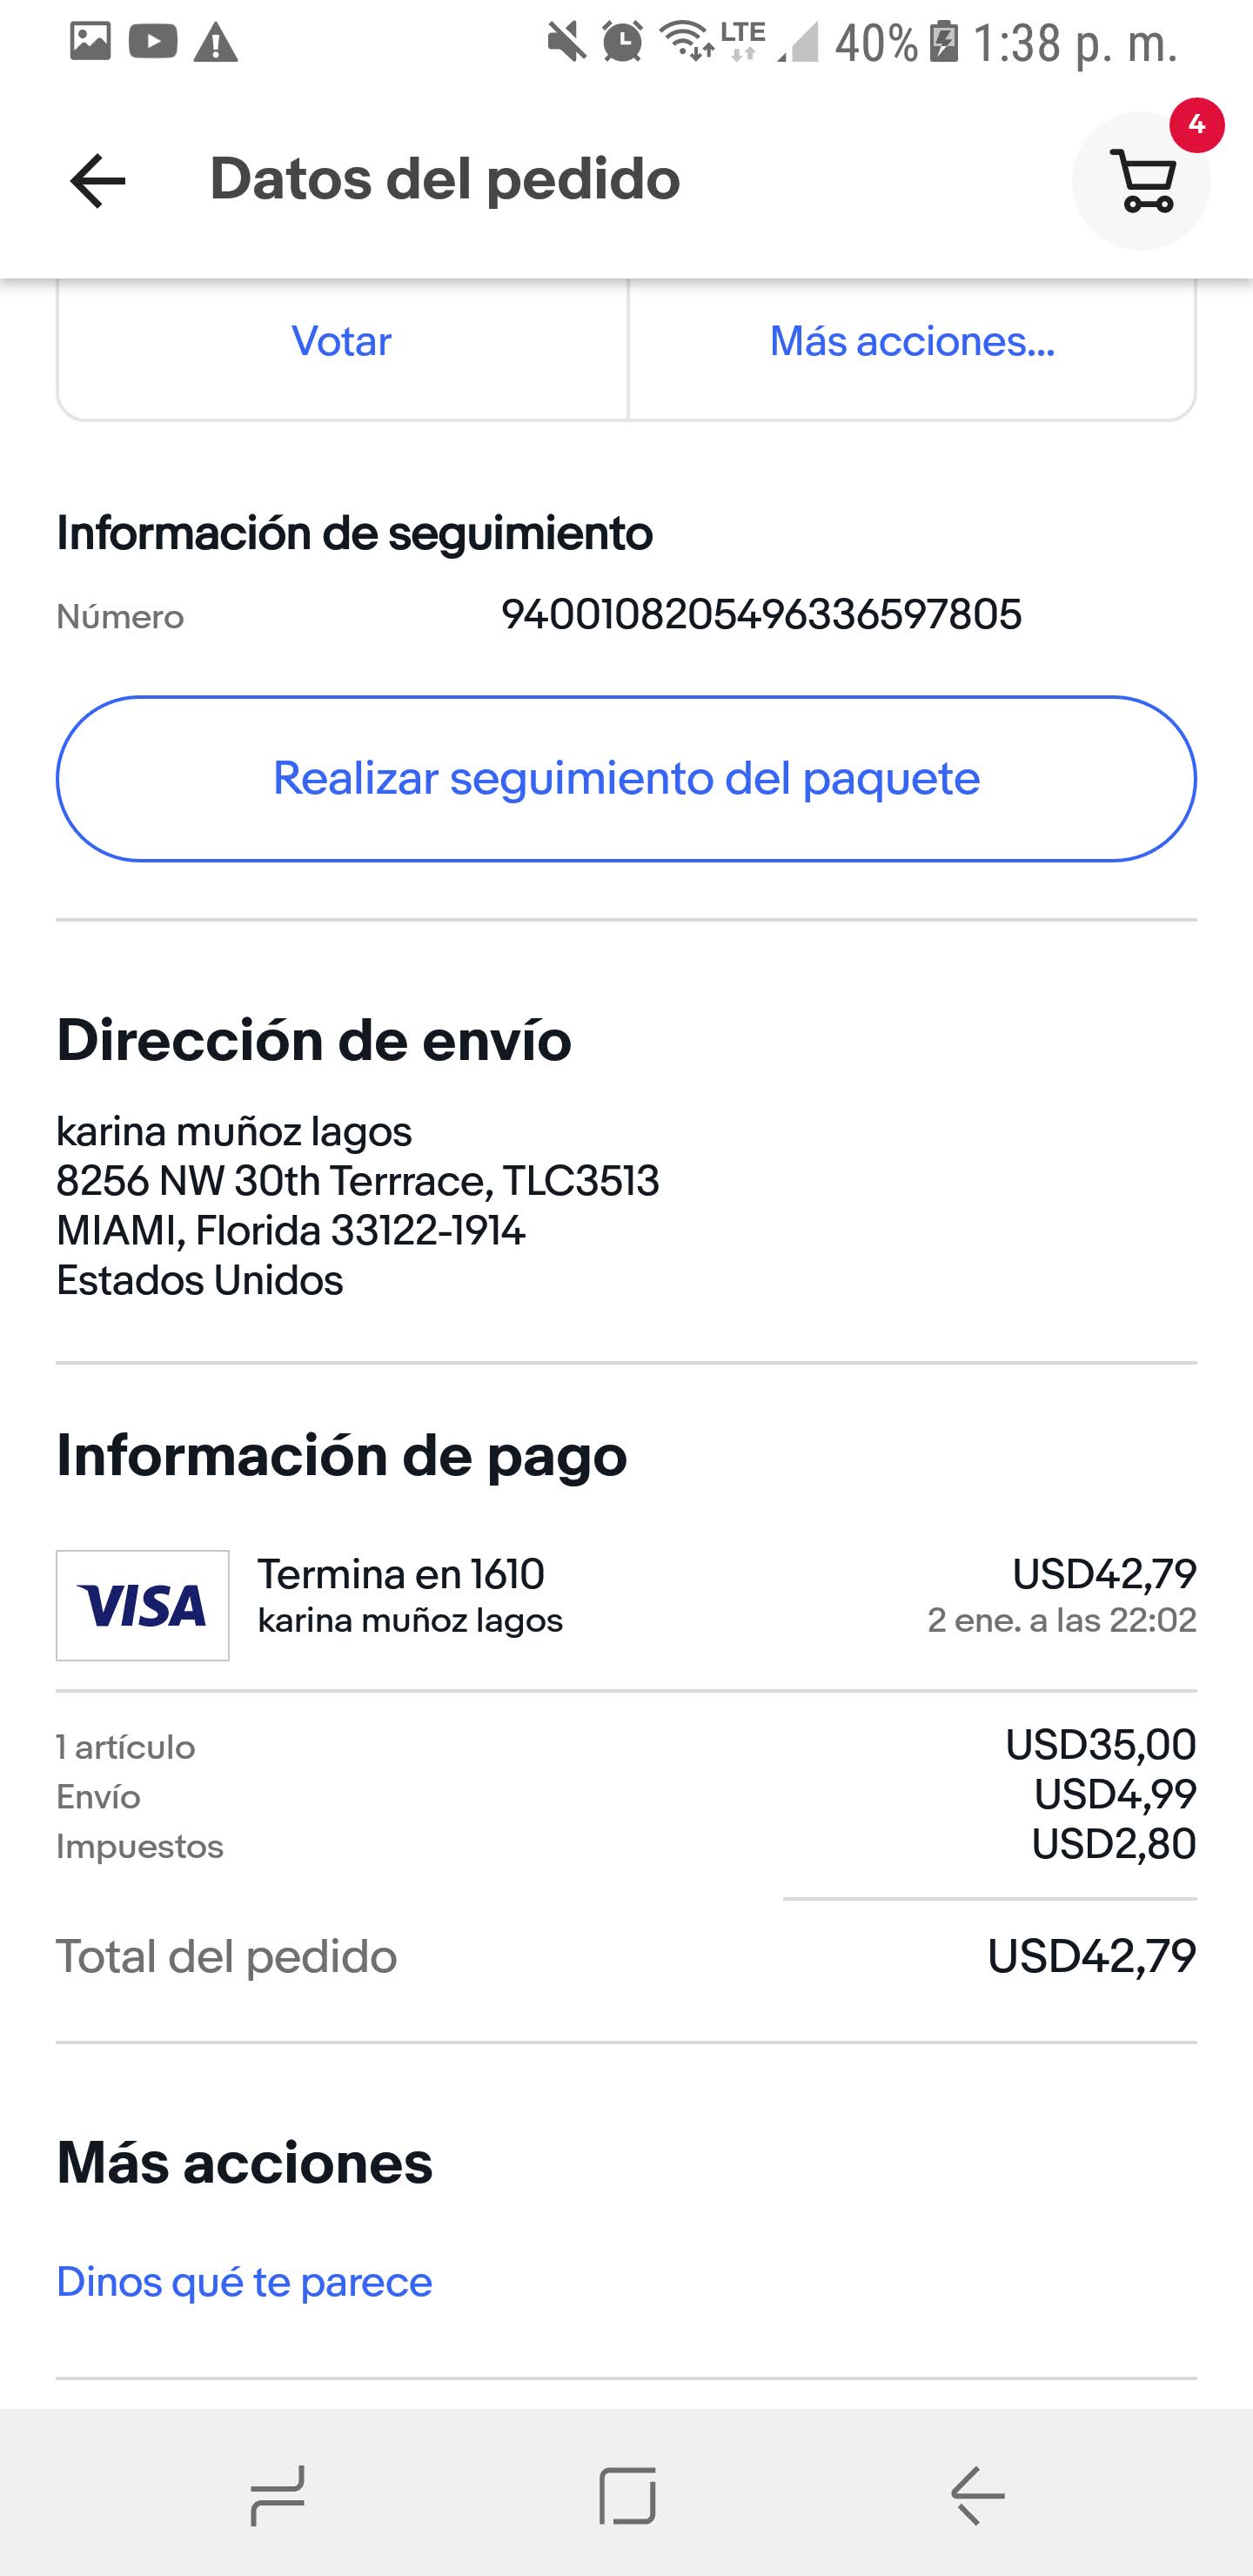 LTE 40% 1:38 p. m.
Datos del pedido
4
Votar
Más acciones...
Información de seguimiento
Número 9400108205496336597805
Realizar seguimiento del paquete
Dirección de envío
karina muñoz lagos
8256 NW 30th Terrrace, TLC3513
MIAMI, Florida 33122-1914
Estados Unidos
Información de pago
VISA Termina en 1610 USD42,79
karina muñoz lagos 2 ene. a las 22:02
1 artículo USD35,00
Envío USD4,99
Impuestos USD2,80
Total del pedido USD42,79
Más acciones
Dinos qué te parece